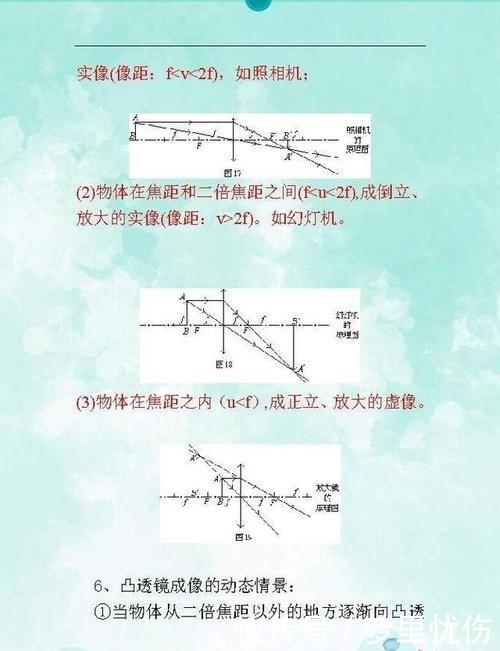 实像(像距：f<v<2f)，如照相机；
A
B
f
F
F
f
B′
A′
照相机
的
原理图
图17
(2)物体在焦距和二倍焦距之间(f<u<2f),成倒立、
放大的实像(像距：v>2f)。如幻灯机。
A
f
B
F
f
F
f
A′
幻灯机
的
原理图
图18
(3)物体在焦距之内（u<f）,成正立、放大的虚像。
A′
A
B′
f
F
B
f
F
f
放大镜
的
原理图
图19
6、凸透镜成像的动态情景：
①当物体从二倍焦距以外的地方逐渐向凸透
快传号／梦里忧伤